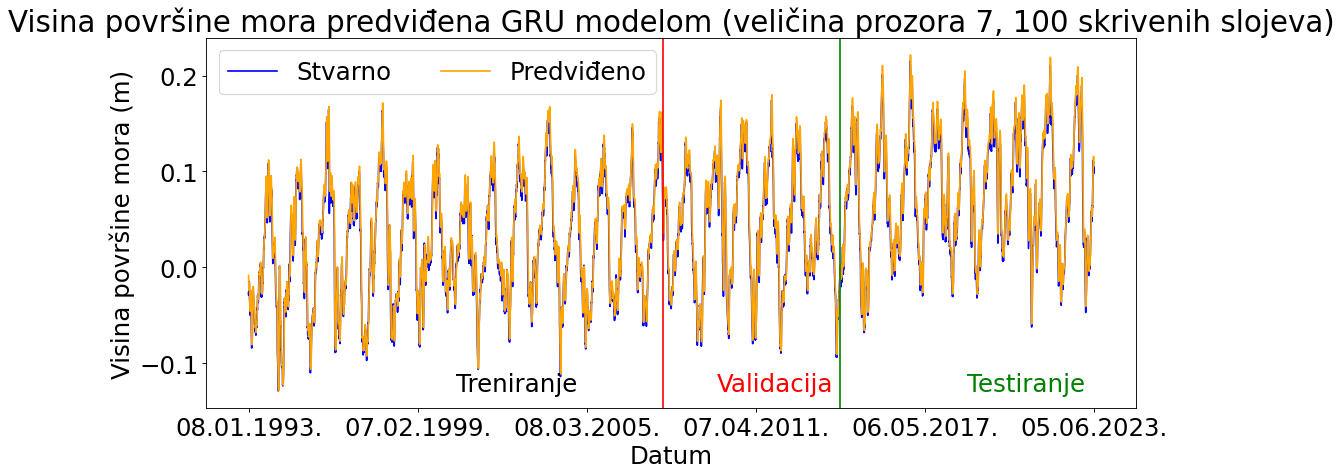 Visina površine mora predviđena GRU modelom (veličina prozora 7, 100 skrivenih slojeva)
Stvarno
Predviđeno
Visina površine mora (m)
0.2
0.1
0.0
−0.1
Treniranje
Validacija
Testiranje
08.01.1993.
07.02.1999.
08.03.2005.
07.04.2011.
06.05.2017.
05.06.2023.
Datum